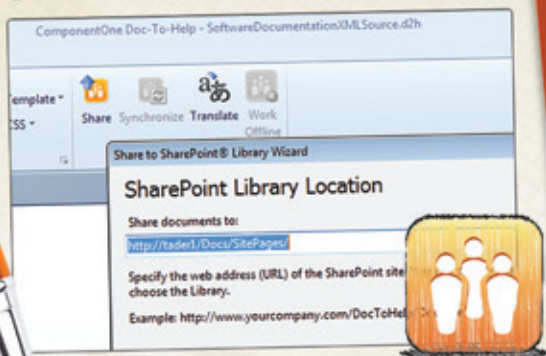 ComponentOne Doc-To-Help - SoftwareDocumentationXMLSource.d2h
emplate
CSS
Share Synchronize Translate Work Offline
Share to SharePoint® Library Wizard
SharePoint Library Location
Share documents to:
http://tader1/Docs/SitePages/
Specify the web address (URL) of the SharePoint site
choose the Library.
Example: http://www.yourcompany.com/DocToHelp